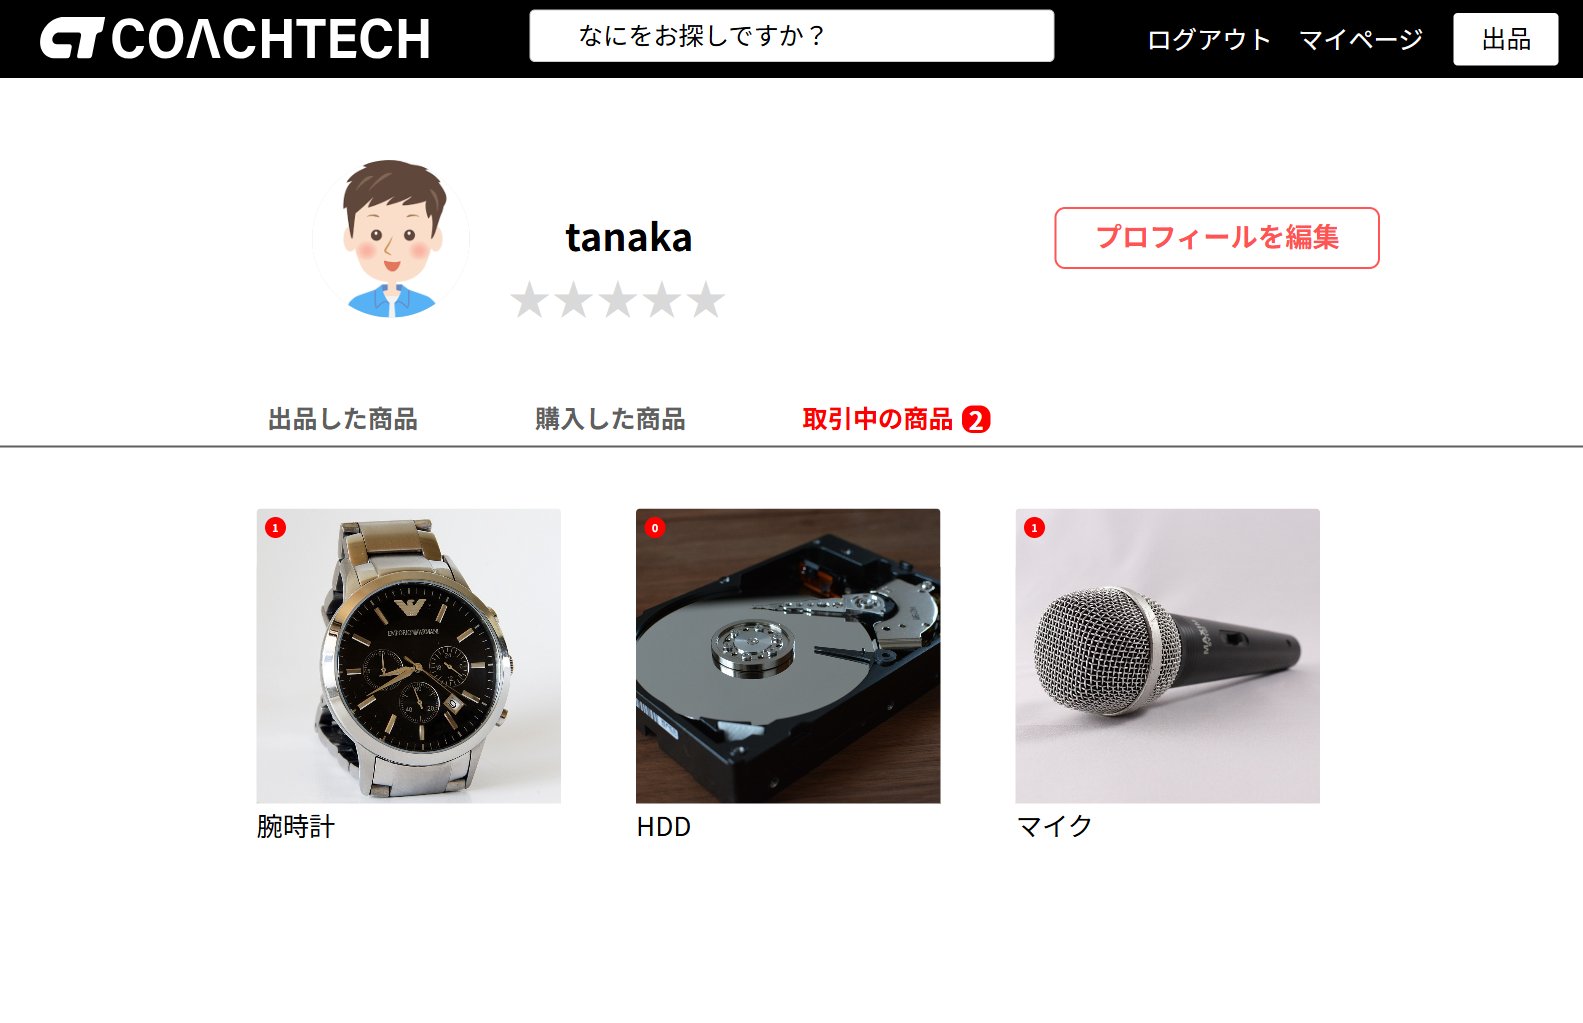 COACHTECH
なにをお探しですか？
ログアウト マイページ 出品
tanaka
プロフィールを編集
出品した商品 購入した商品 取引中の商品 2
1
0
1
EMPORIO ARMANI
腕時計
HDD
マイク